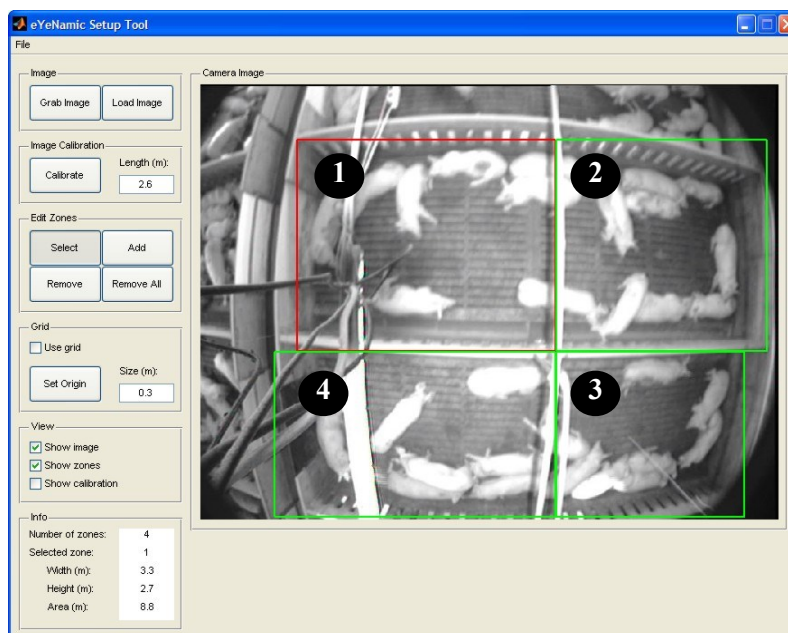 eYeNamic Setup Tool
File
Image
Grab Image
Load Image
Image Calibration
Calibrate
Length (m):
2.6
Edit Zones
Select
Add
Remove
Remove All
Grid
Use grid
Set Origin
Size (m):
0.3
View
Show image
Show zones
Show calibration
Info
Number of zones: 4
Selected zone: 1
Width (m): 3.3
Height (m): 2.7
Area (m): 8.8
Camera Image
1
2
4
3